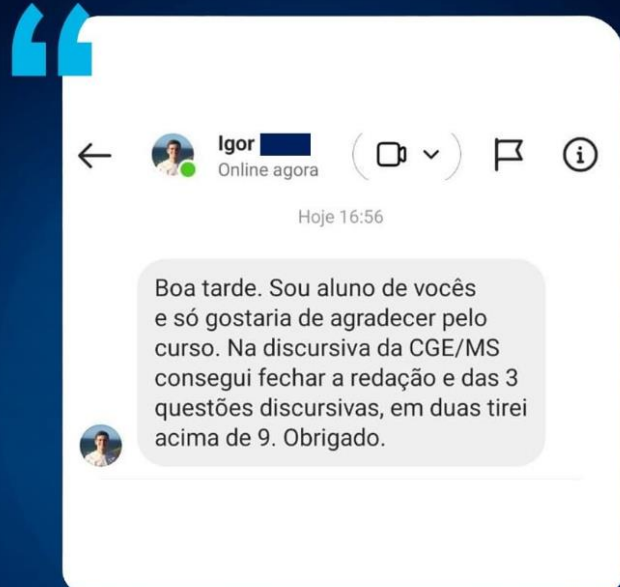 “
Igor
Online agora
Hoje 16:56
Boa tarde. Sou aluno de vocês
e só gostaria de agradecer pelo
curso. Na discursiva da CGE/MS
consegui fechar a redação e das 3
questões discursivas, em duas tirei
acima de 9. Obrigado.